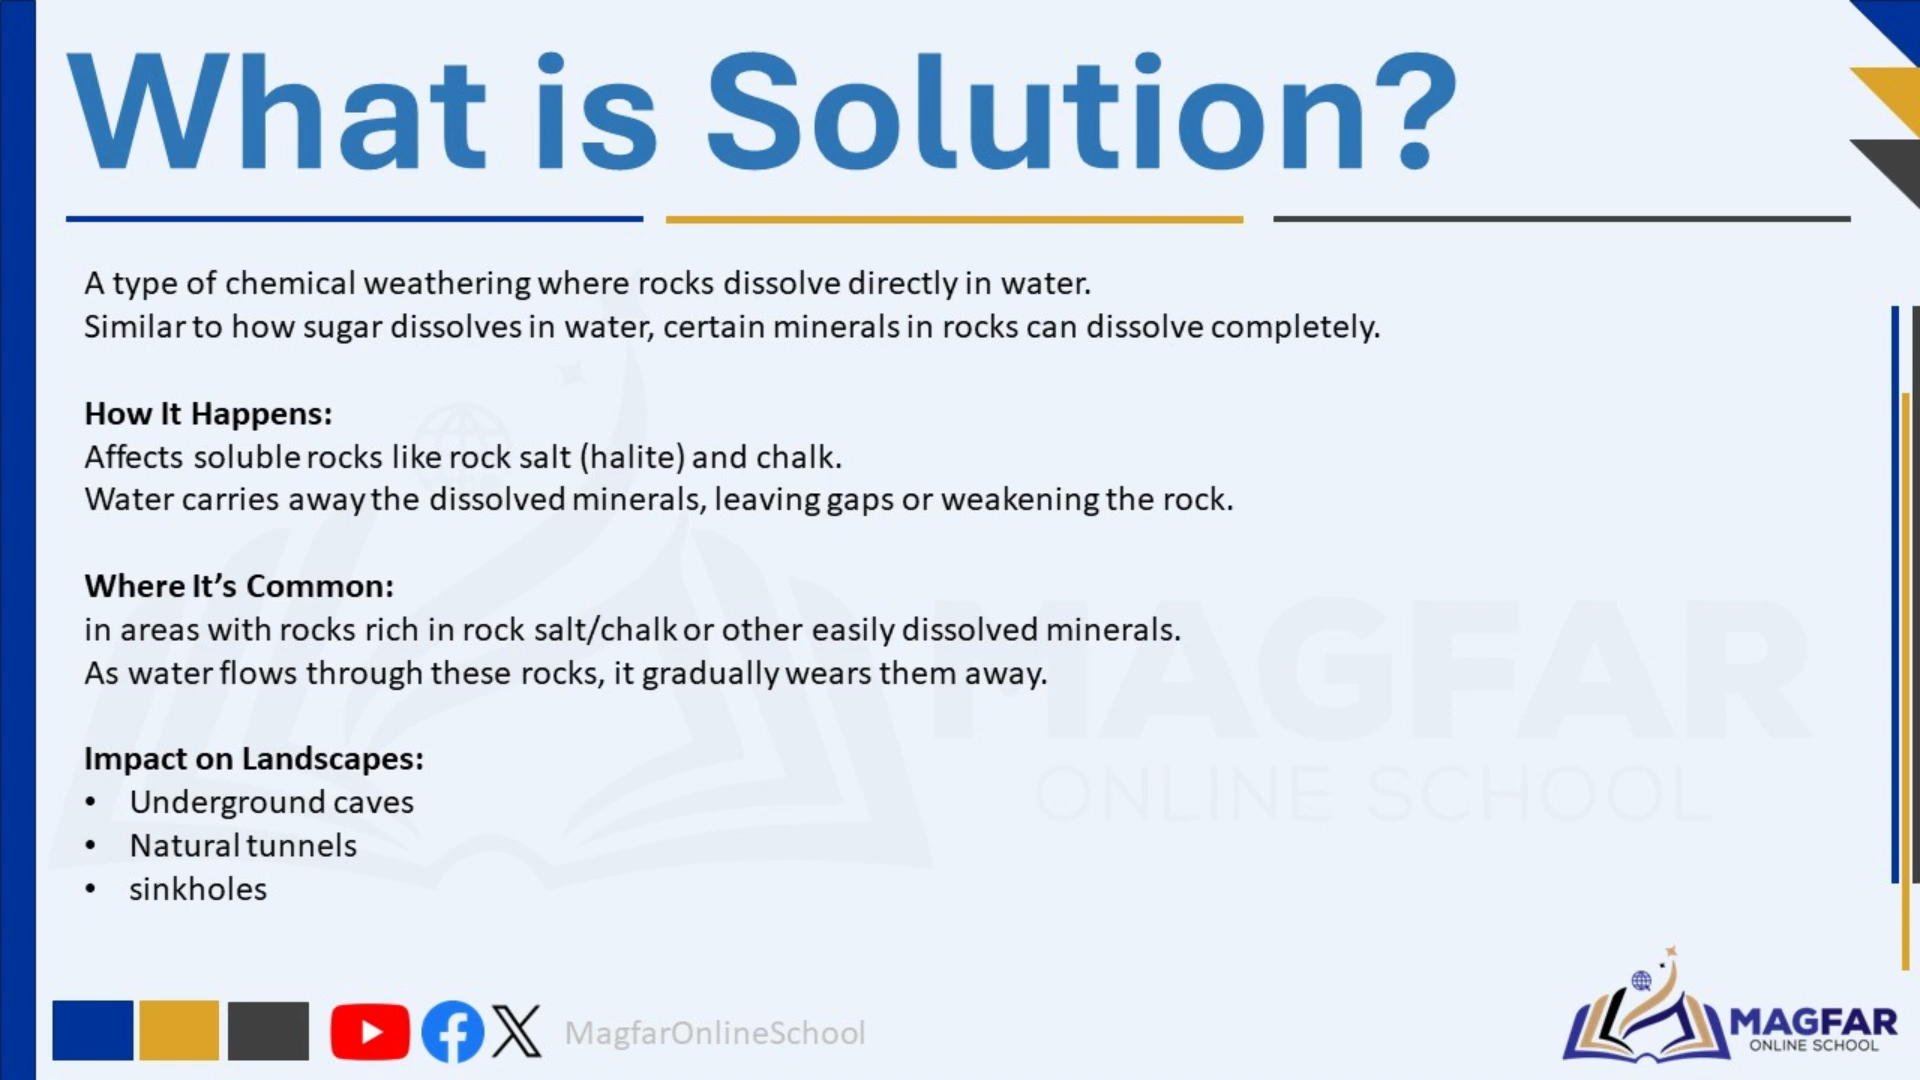 What is Solution?
A type of chemical weathering where rocks dissolve directly in water.
Similar to how sugar dissolves in water, certain minerals in rocks can dissolve completely.
How It Happens:
Affects soluble rocks like rock salt (halite) and chalk.
Water carries away the dissolved minerals, leaving gaps or weakening the rock.
Where It’s Common:
in areas with rocks rich in rock salt/chalk or other easily dissolved minerals.
As water flows through these rocks, it gradually wears them away.
Impact on Landscapes:
• Underground caves
• Natural tunnels
• sinkholes
MAGFAR
ONLINE SCHOOL
MagfarOnlineSchool
MAGFAR
ONLINE SCHOOL